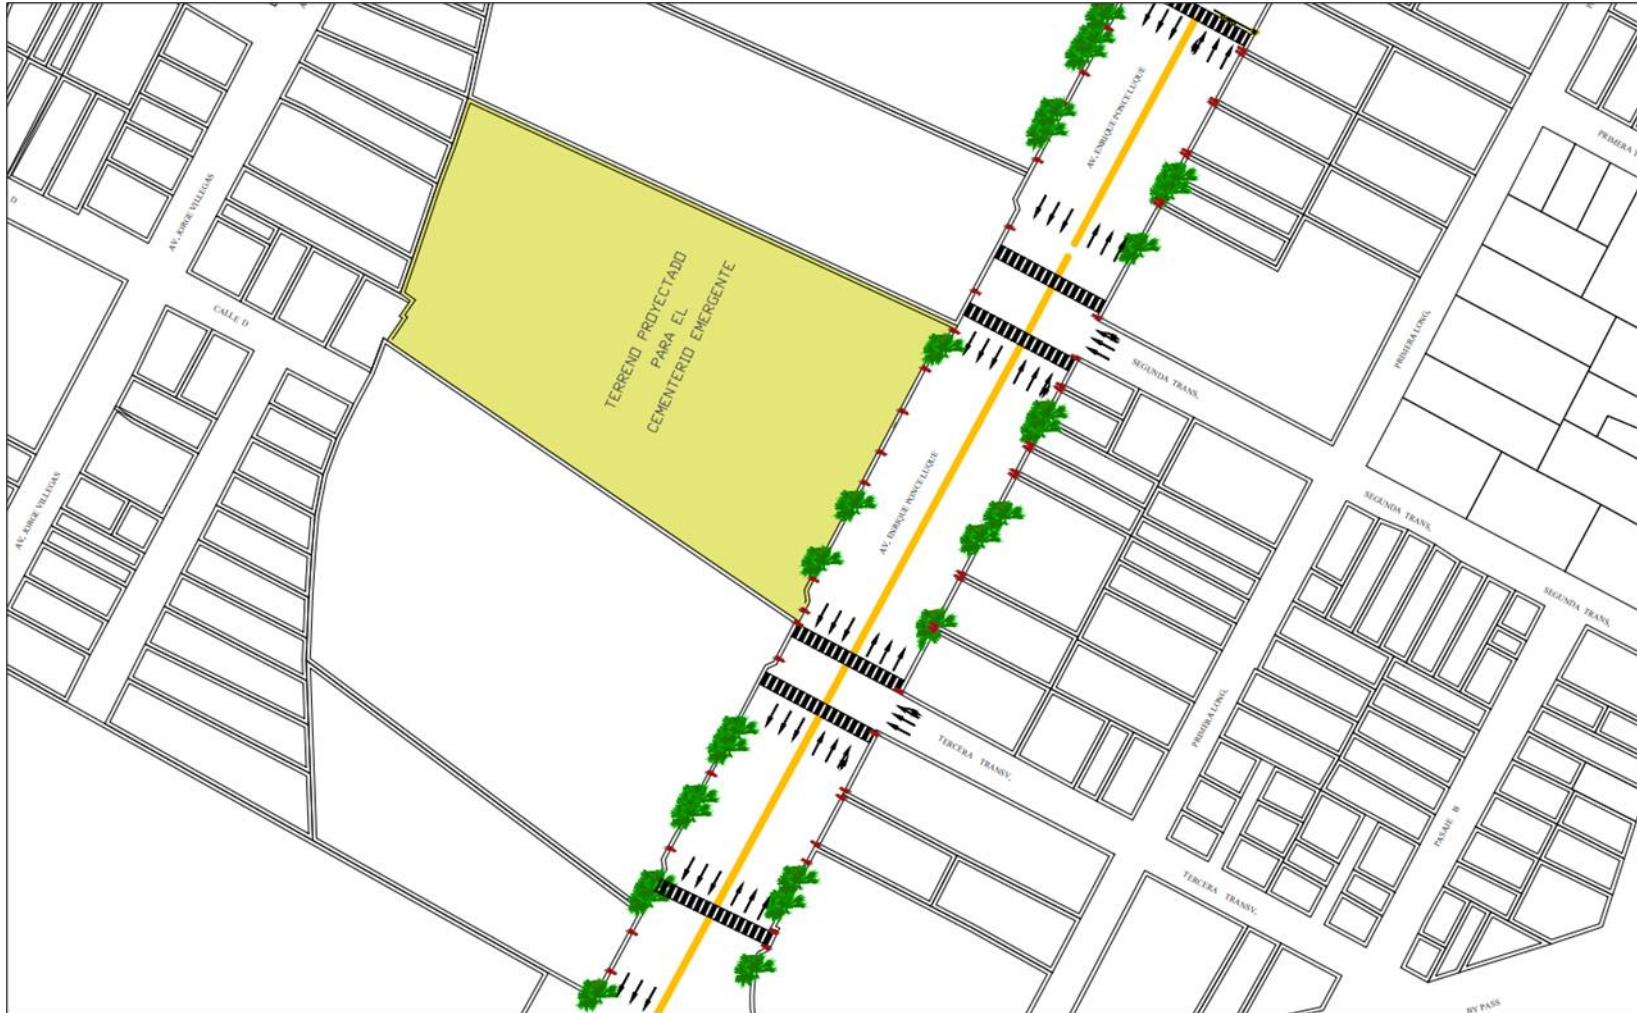 AV. ENRIQUE PONCE LUQUE
PRIMERA
D
AV. JORGE VILLEGAS
TERRENO PROYECTADO
PARA EL
CEMENTERIO EMERGENTE
CALLE D
PRIMERA LONG.
SEGUNDA TRANS.
AV. ENRIQUE PONCE LUQUE
AV. JORGE VILLEGAS
SEGUNDA TRANS.
SEGUNDA TRANS.
PRIMERA LONG.
TERCERA TRANSV.
PASAJE B
TERCERA TRANSV.
BY PASS